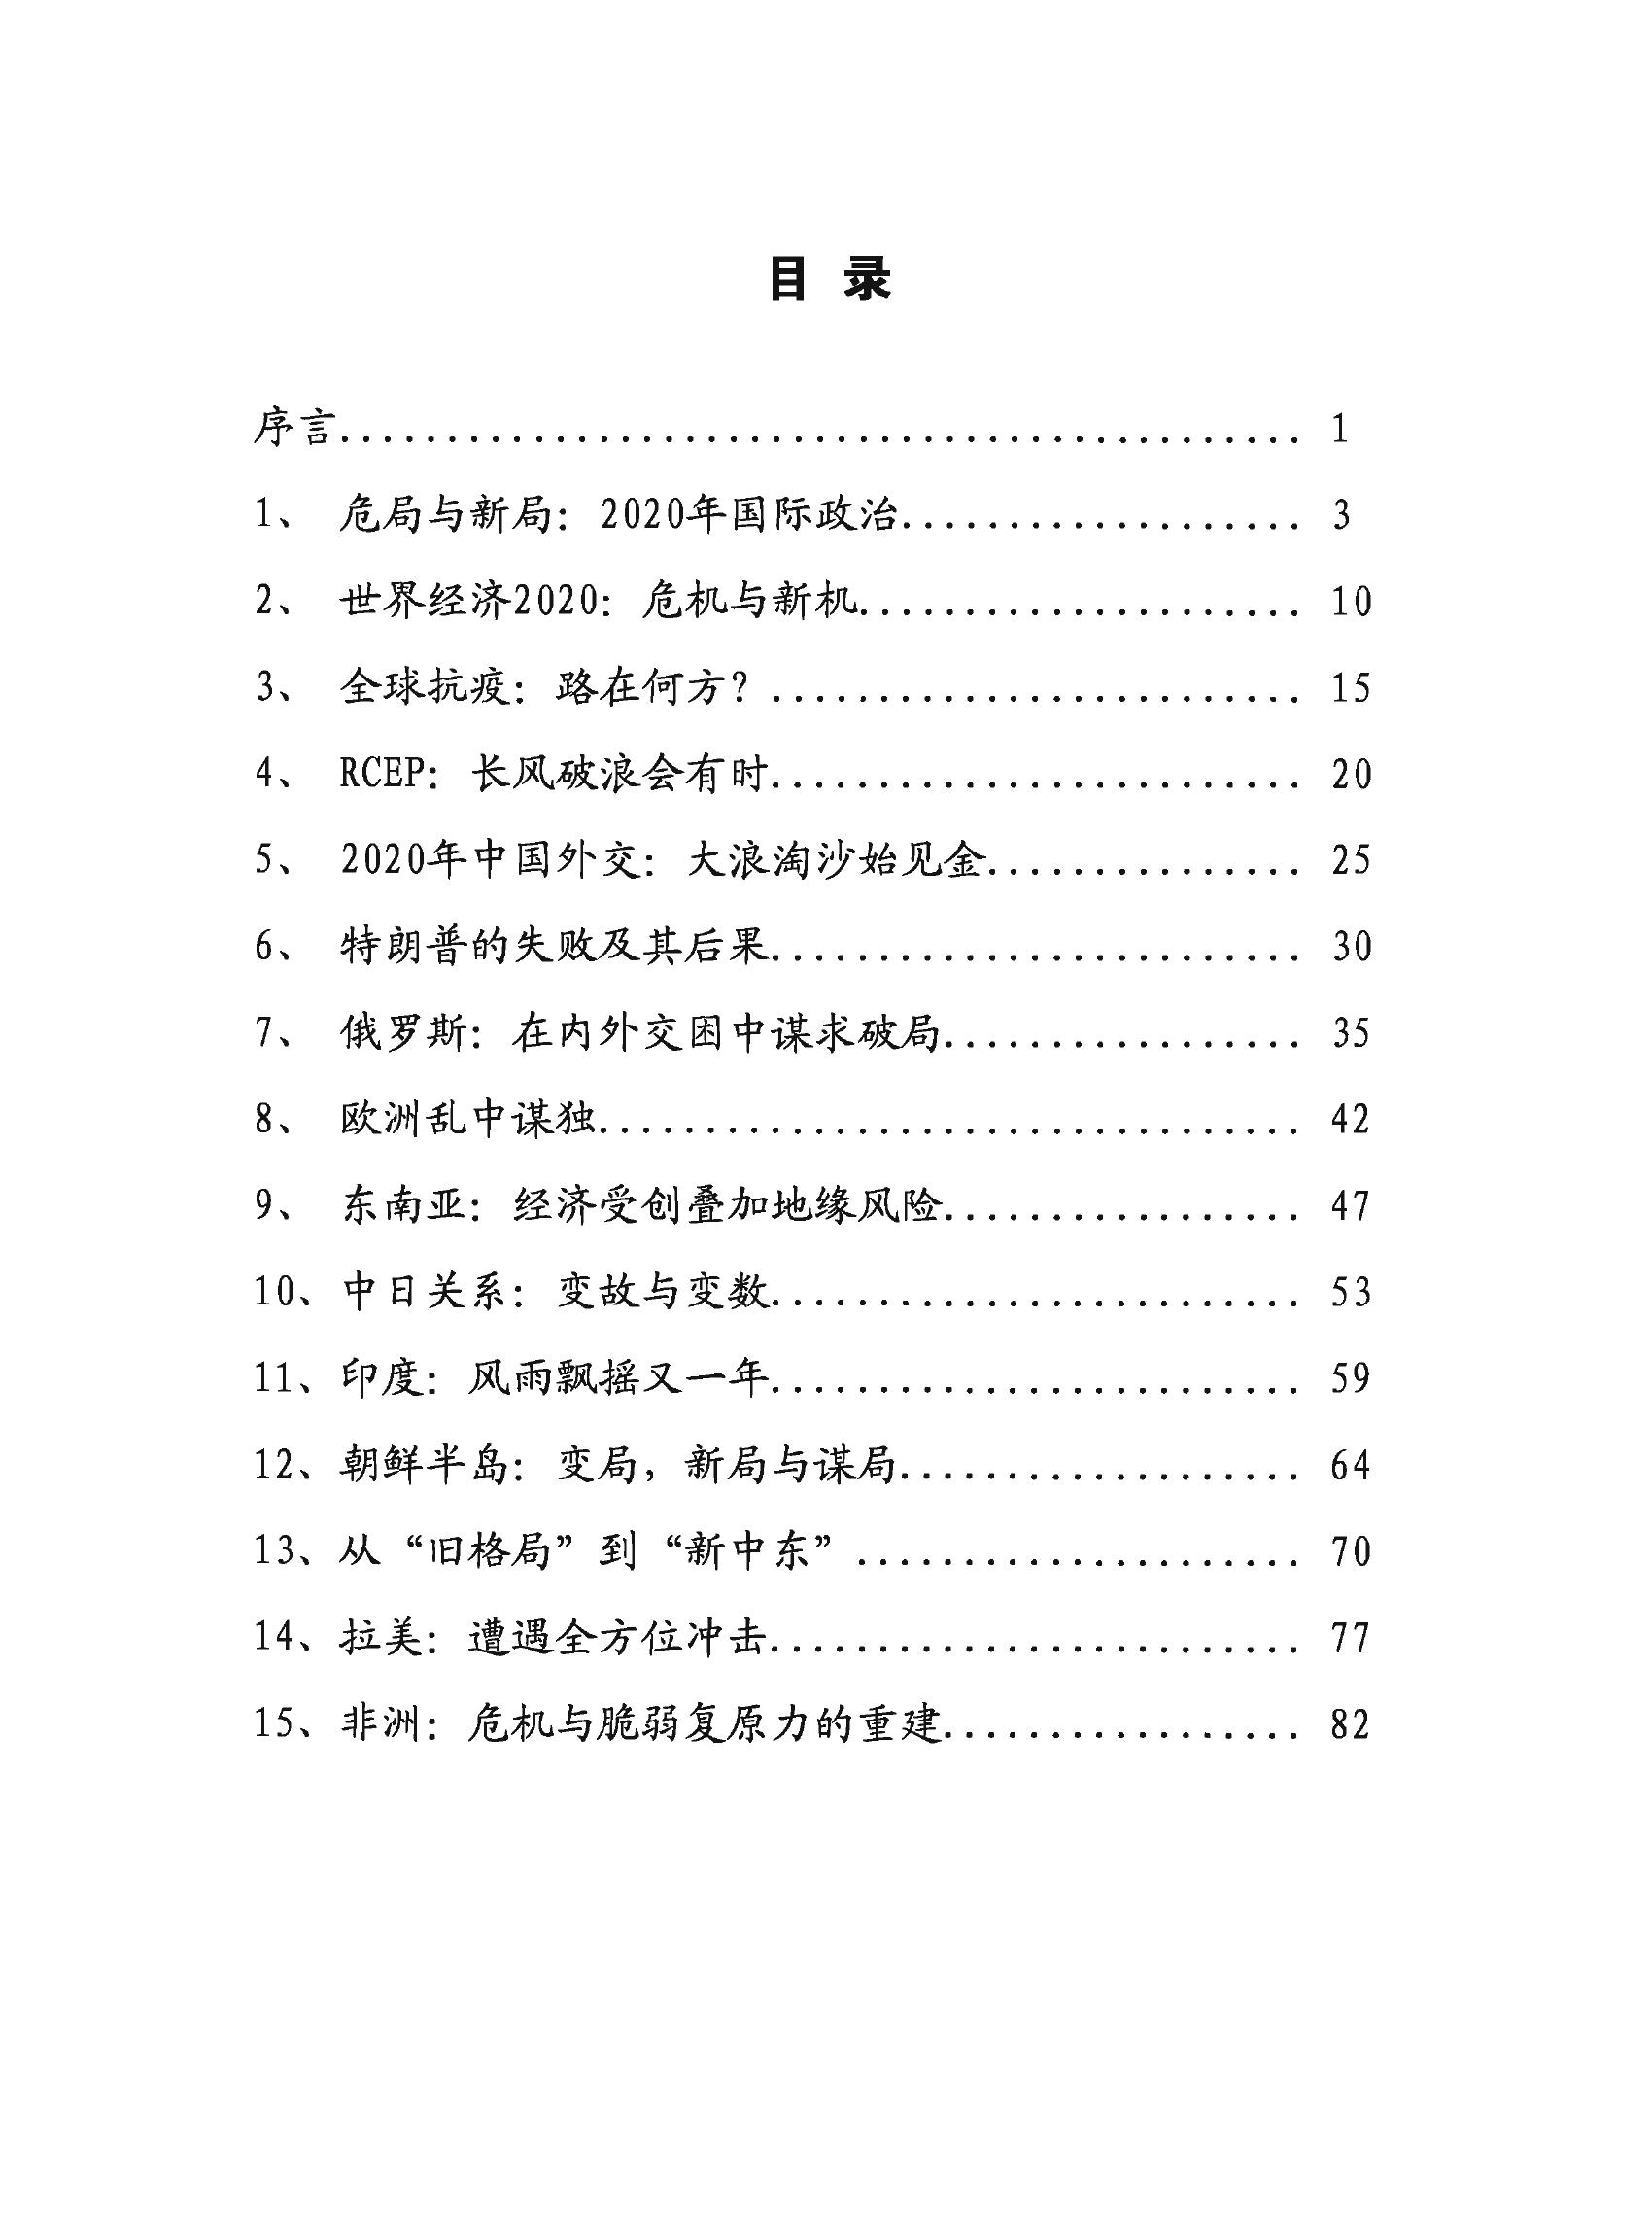 目 录
序言............................................. 1
1、 危局与新局：2020年国际政治................... 3
2、 世界经济2020：危机与新机..................... 10
3、 全球抗疫：路在何方？......................... 15
4、 RCEP：长风破浪会有时......................... 20
5、 2020年中国外交：大浪淘沙始见金............... 25
6、 特朗普的失败及其后果......................... 30
7、 俄罗斯：在内外交困中谋求破局................. 35
8、 欧洲乱中谋独................................. 42
9、 东南亚：经济受创叠加地缘风险................. 47
10、中日关系：变故与变数......................... 53
11、印度：风雨飘摇又一年......................... 59
12、朝鲜半岛：变局，新局与谋局................... 64
13、从“旧格局”到“新中东”..................... 70
14、拉美：遭遇全方位冲击......................... 77
15、非洲：危机与脆弱复原力的重建................. 82